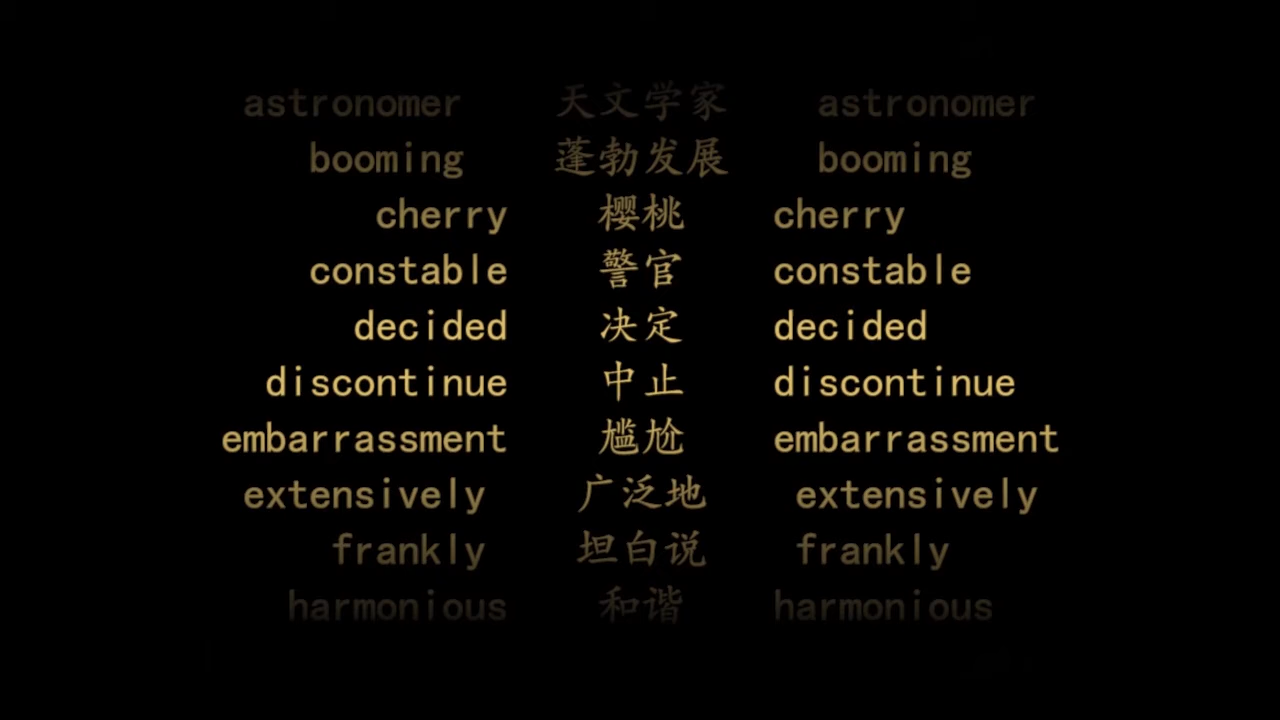 astronomer 天文学家 astronomer
booming 蓬勃发展 booming
cherry 樱桃 cherry
constable 警官 constable
decided 决定 decided
discontinue 中止 discontinue
embarrassment 尴尬 embarrassment
extensively 广泛地 extensively
frankly 坦白说 frankly
harmonious 和谐 harmonious